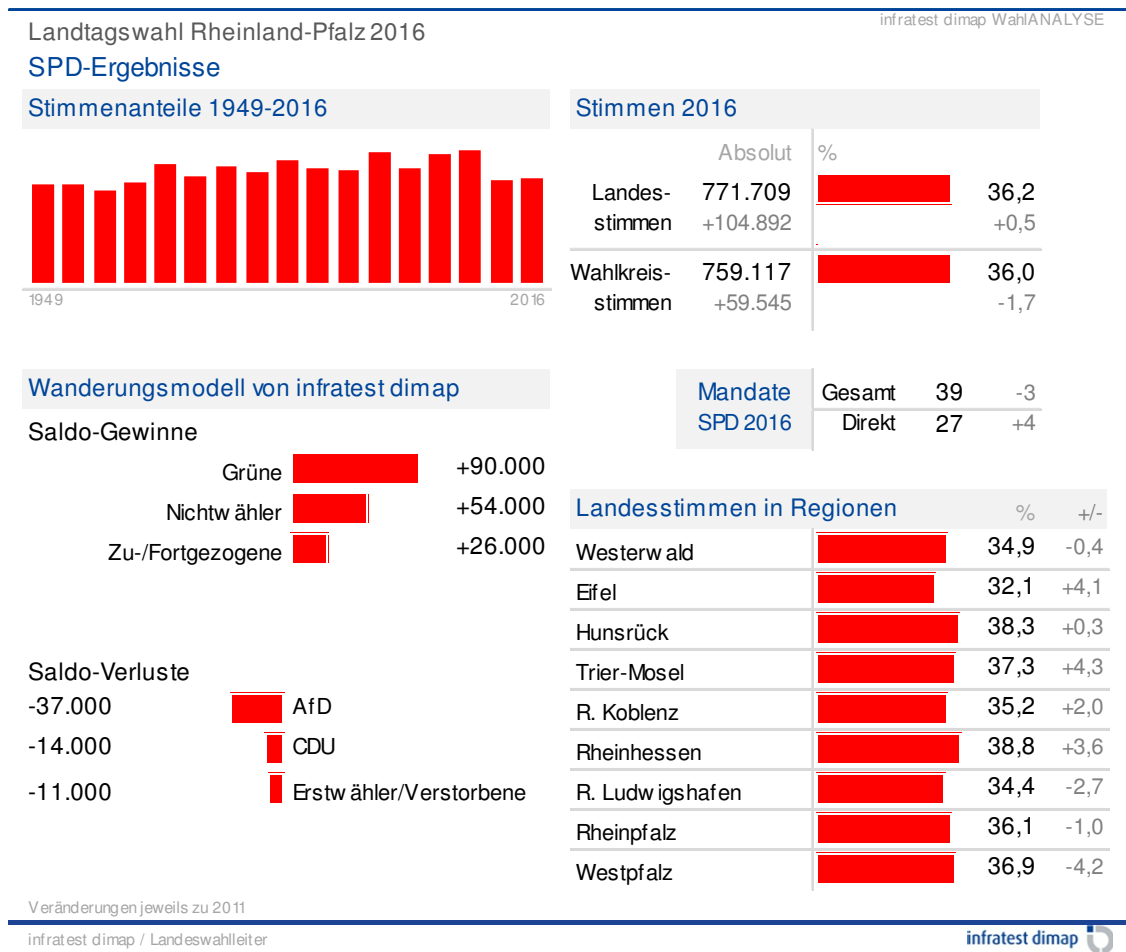 infratest dimap WahlANALYSE
Landtagswahl Rheinland-Pfalz 2016
SPD-Ergebnisse
Stimmenanteile 1949-2016
1949 2016
Stimmen 2016
Absolut %
Landes- 771.709 36,2
stimmen +104.892 +0,5
Wahlkreis- 759.117 36,0
stimmen +59.545 -1,7
Wanderungsmodell von infratest dimap
Saldo-Gewinne
Grüne +90.000
Nichtwähler +54.000
Zu-/Fortgezogene +26.000
Saldo-Verluste
-37.000 AfD
-14.000 CDU
-11.000 Erstwähler/Verstorbene
Mandate Gesamt 39 -3
SPD 2016 Direkt 27 +4
Landesstimmen in Regionen % +/-
Westerwald 34,9 -0,4
Eifel 32,1 +4,1
Hunsrück 38,3 +0,3
Trier-Mosel 37,3 +4,3
R. Koblenz 35,2 +2,0
Rheinhessen 38,8 +3,6
R. Ludwigshafen 34,4 -2,7
Rheinpfalz 36,1 -1,0
Westpfalz 36,9 -4,2
Veränderungen jeweils zu 2011
infratest dimap / Landeswahlleiter
infratest dimap